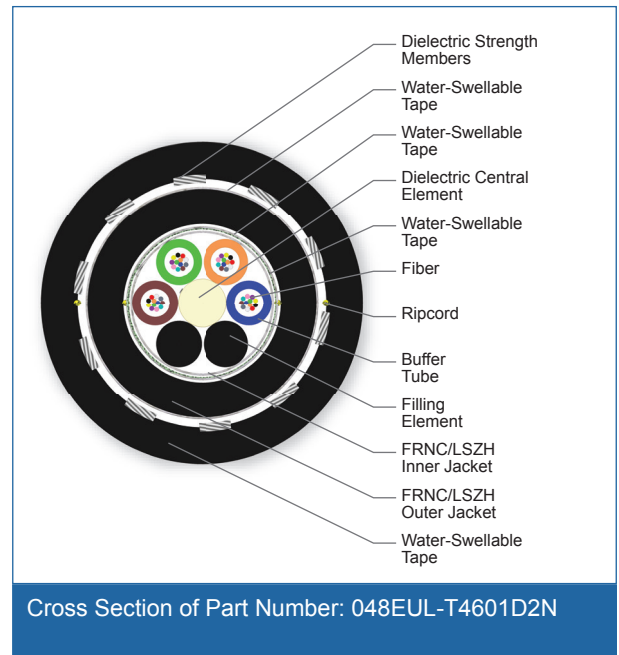 Dielectric Strength
Members
Water-Swellable
Tape
Water-Swellable
Tape
Dielectric Central
Element
Water-Swellable
Tape
Fiber
Ripcord
Buffer
Tube
Filling
Element
FRNC/LSZH
Inner Jacket
FRNC/LSZH
Outer Jacket
Water-Swellable
Tape
Cross Section of Part Number: 048EUL-T4601D2N